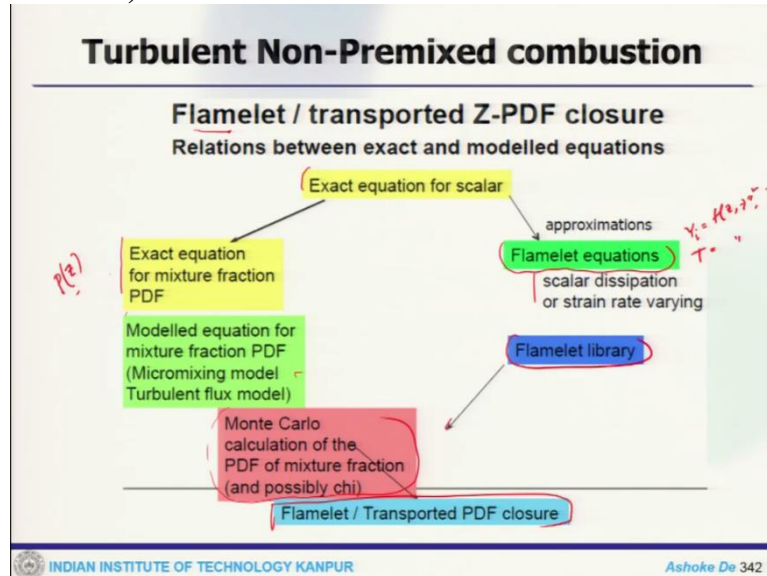 Turbulent Non-Premixed combustion
Flamelet / transported Z-PDF closure
Relations between exact and modelled equations
Exact equation for scalar
approximations
Exact equation
for mixture fraction
PDF
P(z)
Flamelet equations
scalar dissipation
or strain rate varying
Modelled equation for
mixture fraction PDF
(Micromixing model
Turbulent flux model)
Flamelet library
Monte Carlo
calculation of the
PDF of mixture fraction
(and possibly chi)
Flamelet / Transported PDF closure
INDIAN INSTITUTE OF TECHNOLOGY KANPUR
Ashoke De 342